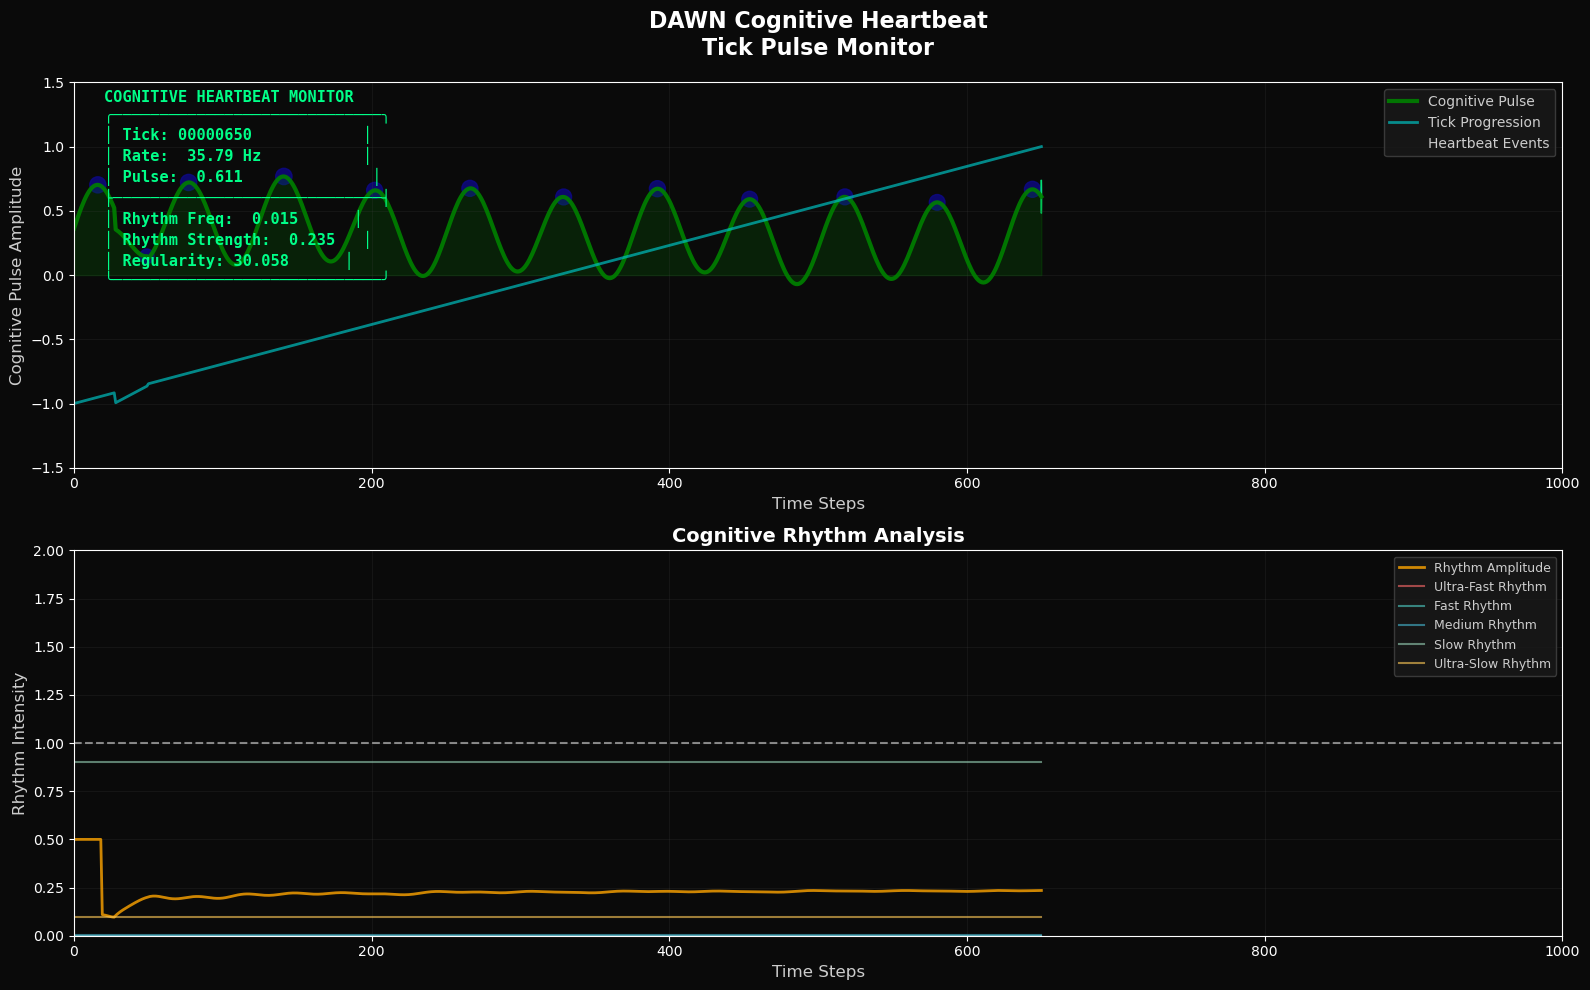 DAWN Cognitive Heartbeat
Tick Pulse Monitor
1.5
1.0
0.5
0.0
−0.5
−1.0
−1.5
Cognitive Pulse Amplitude
COGNITIVE HEARTBEAT MONITOR
Tick: 00000650
Rate: 35.79 Hz
Pulse: 0.611
Rhythm Freq: 0.015
Rhythm Strength: 0.235
Regularity: 30.058
Cognitive Pulse
Tick Progression
Heartbeat Events
0
200
400
600
800
1000
Time Steps
Cognitive Rhythm Analysis
2.00
1.75
1.50
1.25
1.00
0.75
0.50
0.25
0.00
Rhythm Intensity
Rhythm Amplitude
Ultra-Fast Rhythm
Fast Rhythm
Medium Rhythm
Slow Rhythm
Ultra-Slow Rhythm
0
200
400
600
800
1000
Time Steps